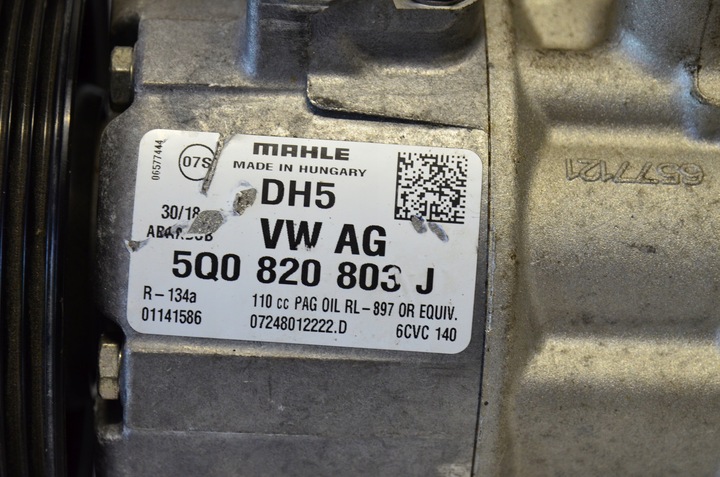 06577444
07S
MAHLE
MADE IN HUNGARY
DH5
30/18
VW AG
5Q0 820 803 J
R-134a
110 cc PAG OIL RL-897 OR EQUIV.
01141586
07248012222.D
6CVC 140
6577121